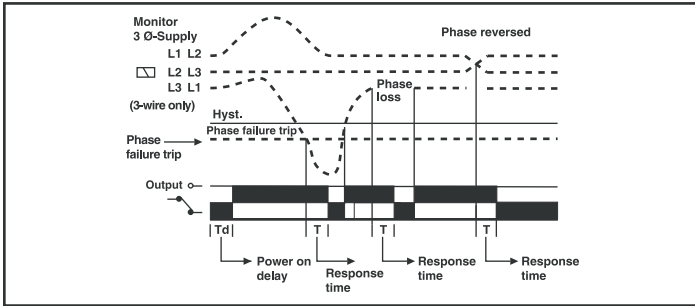 Monitor
3 Ø-Supply
Phase reversed
L1 L2
L2 L3
L3 L1
Phase
loss
(3-wire only)
Hyst.
Phase failure trip
Phase
failure trip
Output
Td
T
T
T
Power on
delay
Response
time
Response
time
Response
time